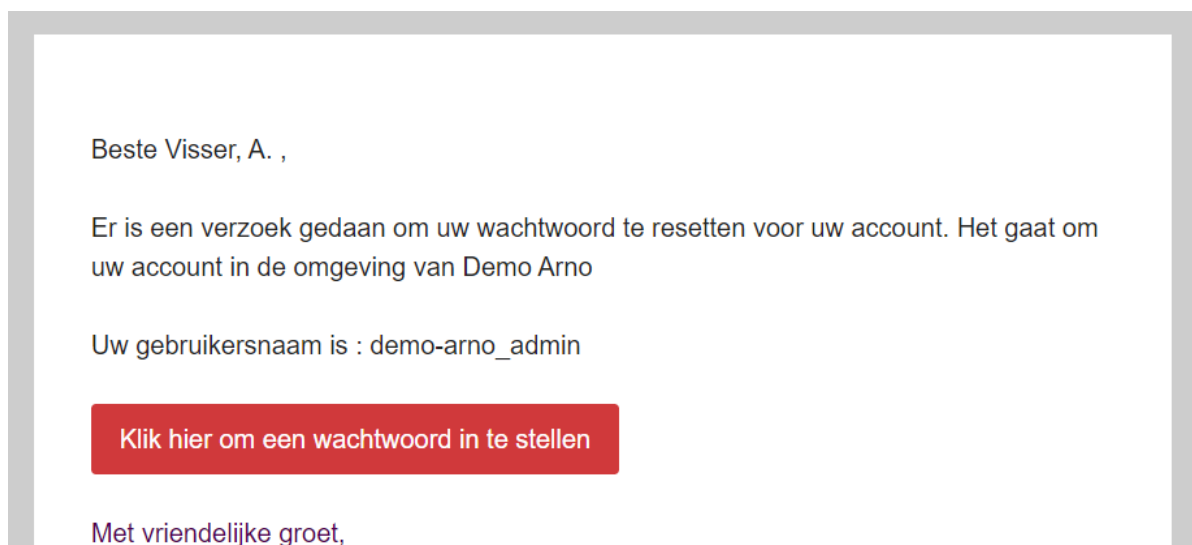 Beste Visser, A. ,
Er is een verzoek gedaan om uw wachtwoord te resetten voor uw account. Het gaat om
uw account in de omgeving van Demo Arno
Uw gebruikersnaam is : demo-arno_admin
Klik hier om een wachtwoord in te stellen
Met vriendelijke groet,